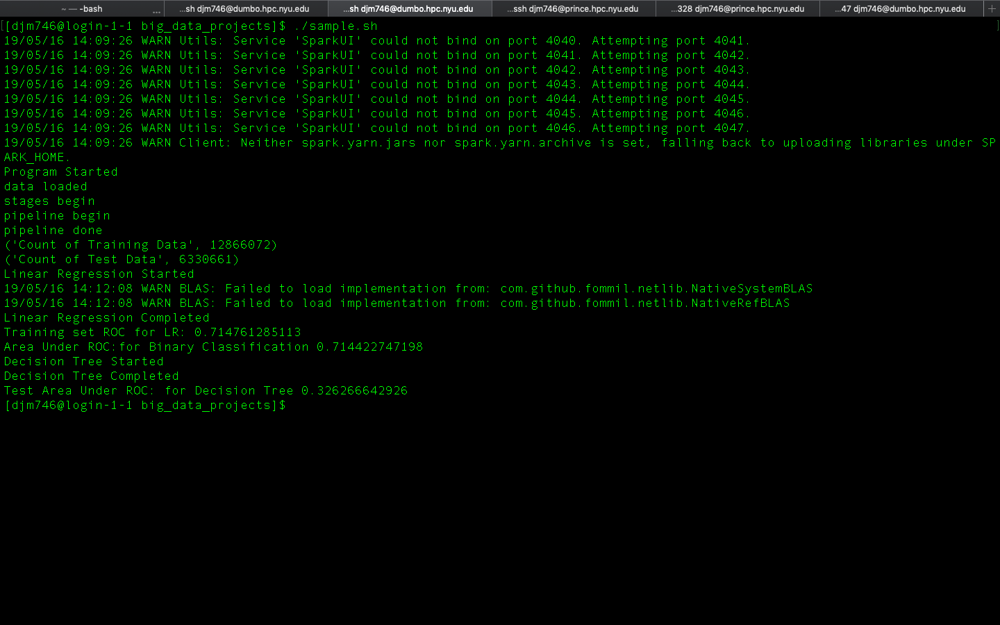 ~ — -bash
...
...sh djm746@dumbo.hpc.nyu.edu
...sh djm746@dumbo.hpc.nyu.edu
...ssh djm746@prince.hpc.nyu.edu
...328 djm746@prince.hpc.nyu.edu
...47 djm746@dumbo.hpc.nyu.edu
+
[[djm746@login-1-1 big_data_projects]$ ./sample.sh ]
19/05/16 14:09:26 WARN Utils: Service 'SparkUI' could not bind on port 4040. Attempting port 4041.
19/05/16 14:09:26 WARN Utils: Service 'SparkUI' could not bind on port 4041. Attempting port 4042.
19/05/16 14:09:26 WARN Utils: Service 'SparkUI' could not bind on port 4042. Attempting port 4043.
19/05/16 14:09:26 WARN Utils: Service 'SparkUI' could not bind on port 4043. Attempting port 4044.
19/05/16 14:09:26 WARN Utils: Service 'SparkUI' could not bind on port 4044. Attempting port 4045.
19/05/16 14:09:26 WARN Utils: Service 'SparkUI' could not bind on port 4045. Attempting port 4046.
19/05/16 14:09:26 WARN Utils: Service 'SparkUI' could not bind on port 4046. Attempting port 4047.
19/05/16 14:09:26 WARN Client: Neither spark.yarn.jars nor spark.yarn.archive is set, falling back to uploading libraries under SP
ARK_HOME.
Program Started
data loaded
stages begin
pipeline begin
pipeline done
('Count of Training Data', 12866072)
('Count of Test Data', 6330661)
Linear Regression Started
19/05/16 14:12:08 WARN BLAS: Failed to load implementation from: com.github.fommil.netlib.NativeSystemBLAS
19/05/16 14:12:08 WARN BLAS: Failed to load implementation from: com.github.fommil.netlib.NativeRefBLAS
Linear Regression Completed
Training set ROC for LR: 0.714761285113
Area Under ROC:for Binary Classification 0.714422747198
Decision Tree Started
Decision Tree Completed
Test Area Under ROC: for Decision Tree 0.326266642926
[djm746@login-1-1 big_data_projects]$